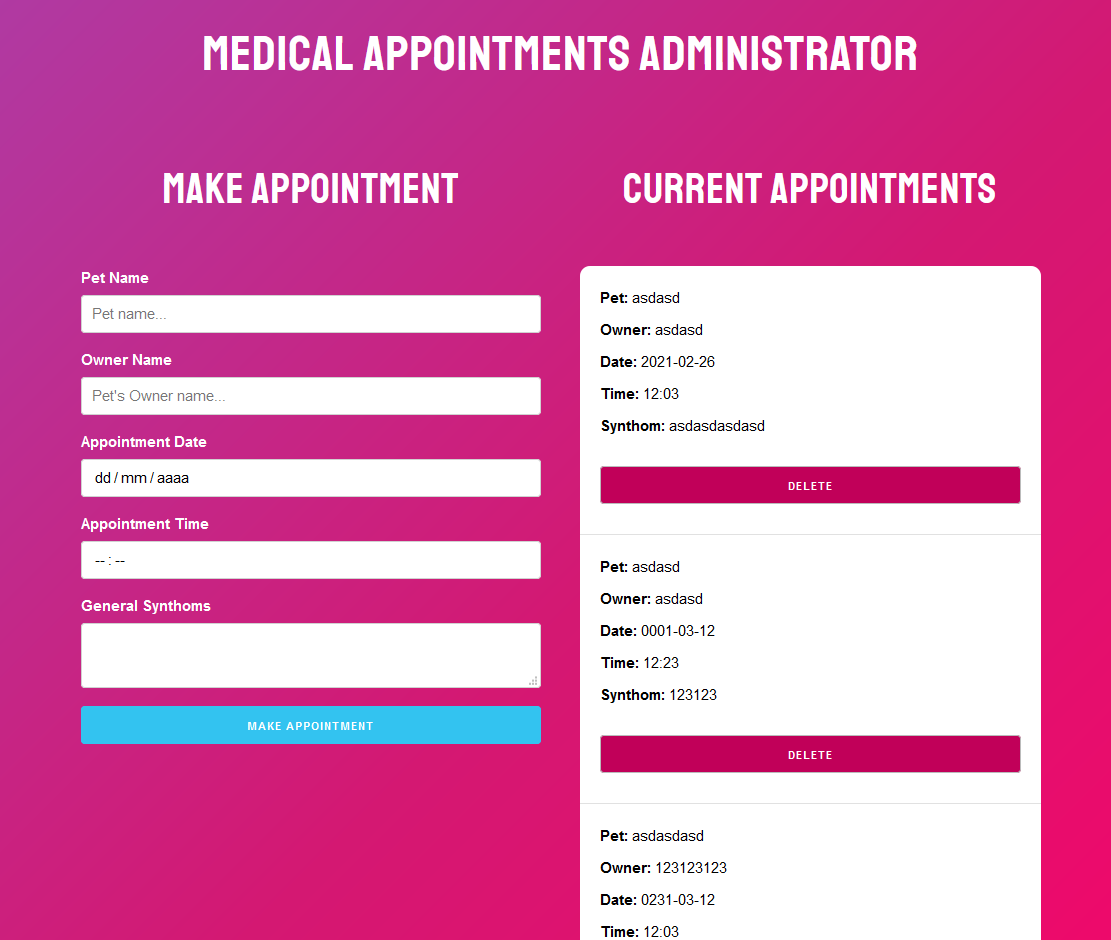 MEDICAL APPOINTMENTS ADMINISTRATOR
MAKE APPOINTMENT
Pet Name
Pet name...
Owner Name
Pet's Owner name...
Appointment Date
dd/mm/aaaa
Appointment Time
--:--
General Synthoms
MAKE APPOINTMENT
CURRENT APPOINTMENTS
Pet: asdasd
Owner: asdasd
Date: 2021-02-26
Time: 12:03
Synthom: asdasdasdasd
DELETE
Pet: asdasd
Owner: asdasd
Date: 0001-03-12
Time: 12:23
Synthom: 123123
DELETE
Pet: asdasdasd
Owner: 123123123
Date: 0231-03-12
Time: 12:03